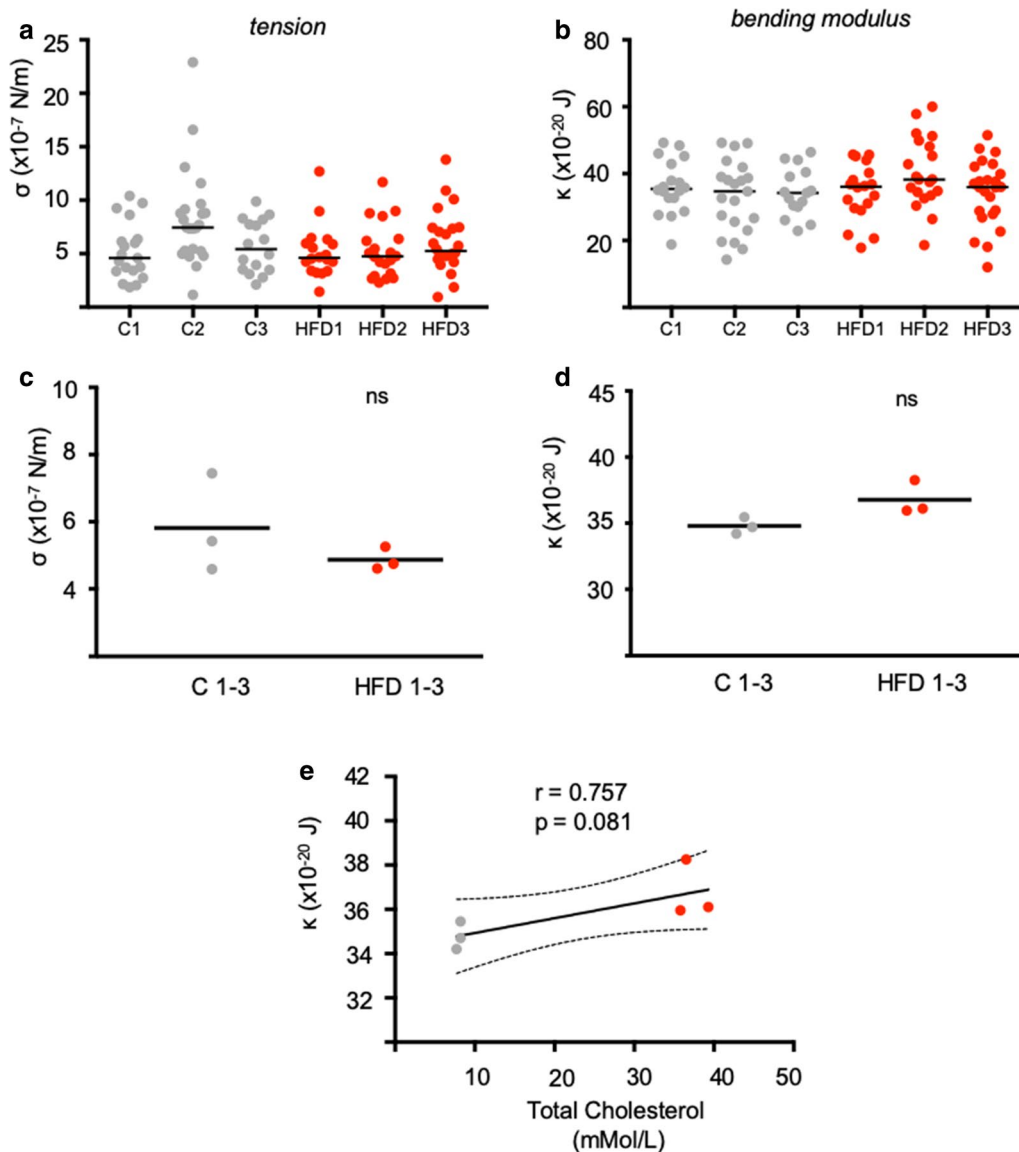 a
tension
25
20
15
10
5
σ (x10⁻⁷ N/m)
C1 C2 C3 HFD1 HFD2 HFD3
b
bending modulus
80
60
40
20
0
κ (x10⁻²⁰ J)
C1 C2 C3 HFD1 HFD2 HFD3
c
10
8
6
4
σ (x10⁻⁷ N/m)
ns
C 1-3 HFD 1-3
d
45
40
35
30
κ (x10⁻²⁰ J)
ns
C 1-3 HFD 1-3
e
42
40
38
36
34
32
κ (x10⁻²⁰ J)
r = 0.757
p = 0.081
10 20 30 40 50
Total Cholesterol
(mMol/L)